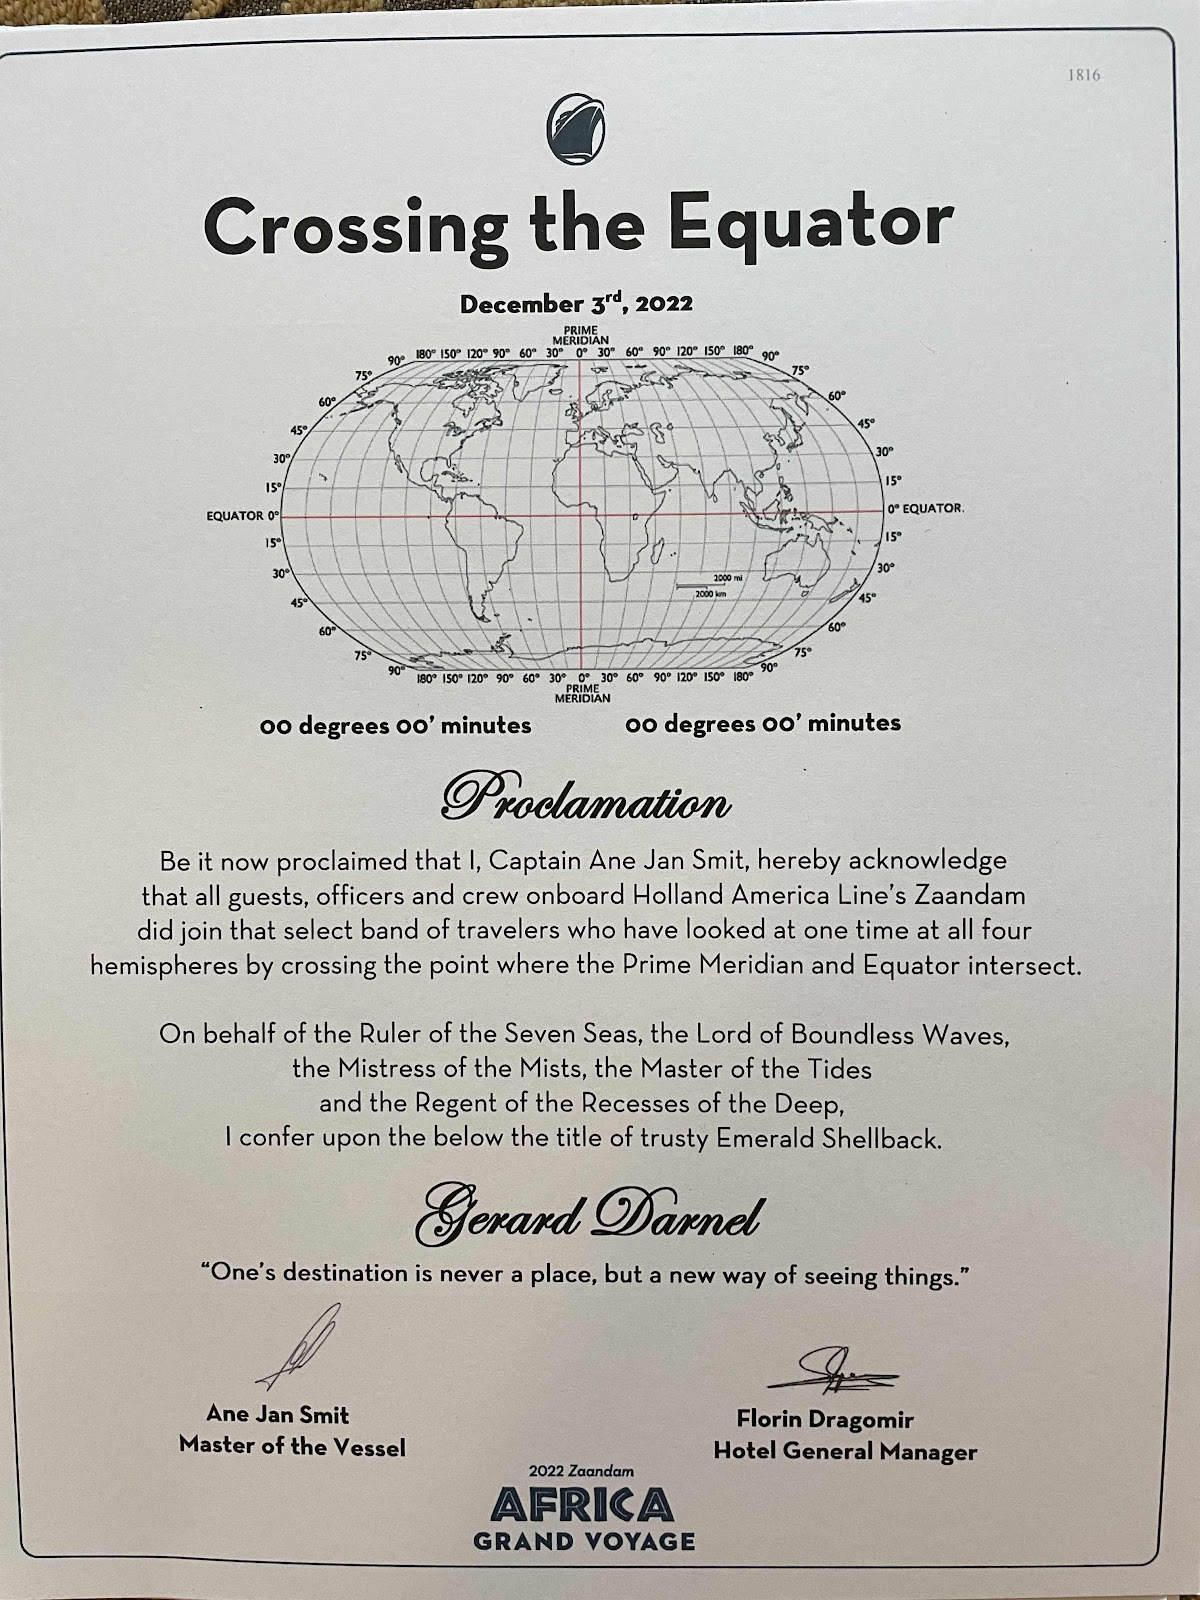 1816
Crossing the Equator
December 3rd, 2022
PRIME
MERIDIAN
90° 180° 150° 120° 90° 60° 30° 0° 30° 60° 90° 120° 150° 180° 90°
75° 75°
60° 60°
45° 45°
30° 30°
15° 15°
EQUATOR 0° 0° EQUATOR.
15° 15°
30° 2000 mi 30°
2000 km
45° 45°
60° 60°
75° 75°
90° 180° 150° 120° 90° 60° 30° 0° 30° 60° 90° 120° 150° 180° 90°
PRIME
MERIDIAN
00 degrees 00' minutes 00 degrees 00' minutes
Proclamation
Be it now proclaimed that I, Captain Ane Jan Smit, hereby acknowledge
that all guests, officers and crew onboard Holland America Line's Zaandam
did join that select band of travelers who have looked at one time at all four
hemispheres by crossing the point where the Prime Meridian and Equator intersect.
On behalf of the Ruler of the Seven Seas, the Lord of Boundless Waves,
the Mistress of the Mists, the Master of the Tides
and the Regent of the Recesses of the Deep,
I confer upon the below the title of trusty Emerald Shellback.
Gerard Darnel
“One's destination is never a place, but a new way of seeing things.”
Ane Jan Smit
Master of the Vessel
Florin Dragomir
Hotel General Manager
2022 Zaandam
AFRICA
GRAND VOYAGE